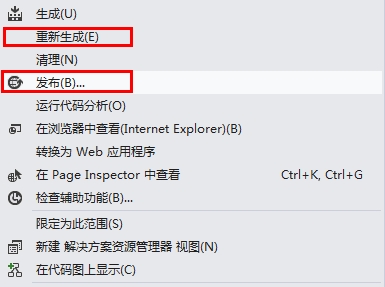 生成(U)
重新生成(E)
清理(N)
发布(B)...
运行代码分析(O)
在浏览器中查看(Internet Explorer)(B)
转换为 Web 应用程序
在 Page Inspector 中查看 Ctrl+K, Ctrl+G
检查辅助功能(B)...
限定为此范围(S)
新建 解决方案资源管理器 视图(N)
在代码图上显示(C)